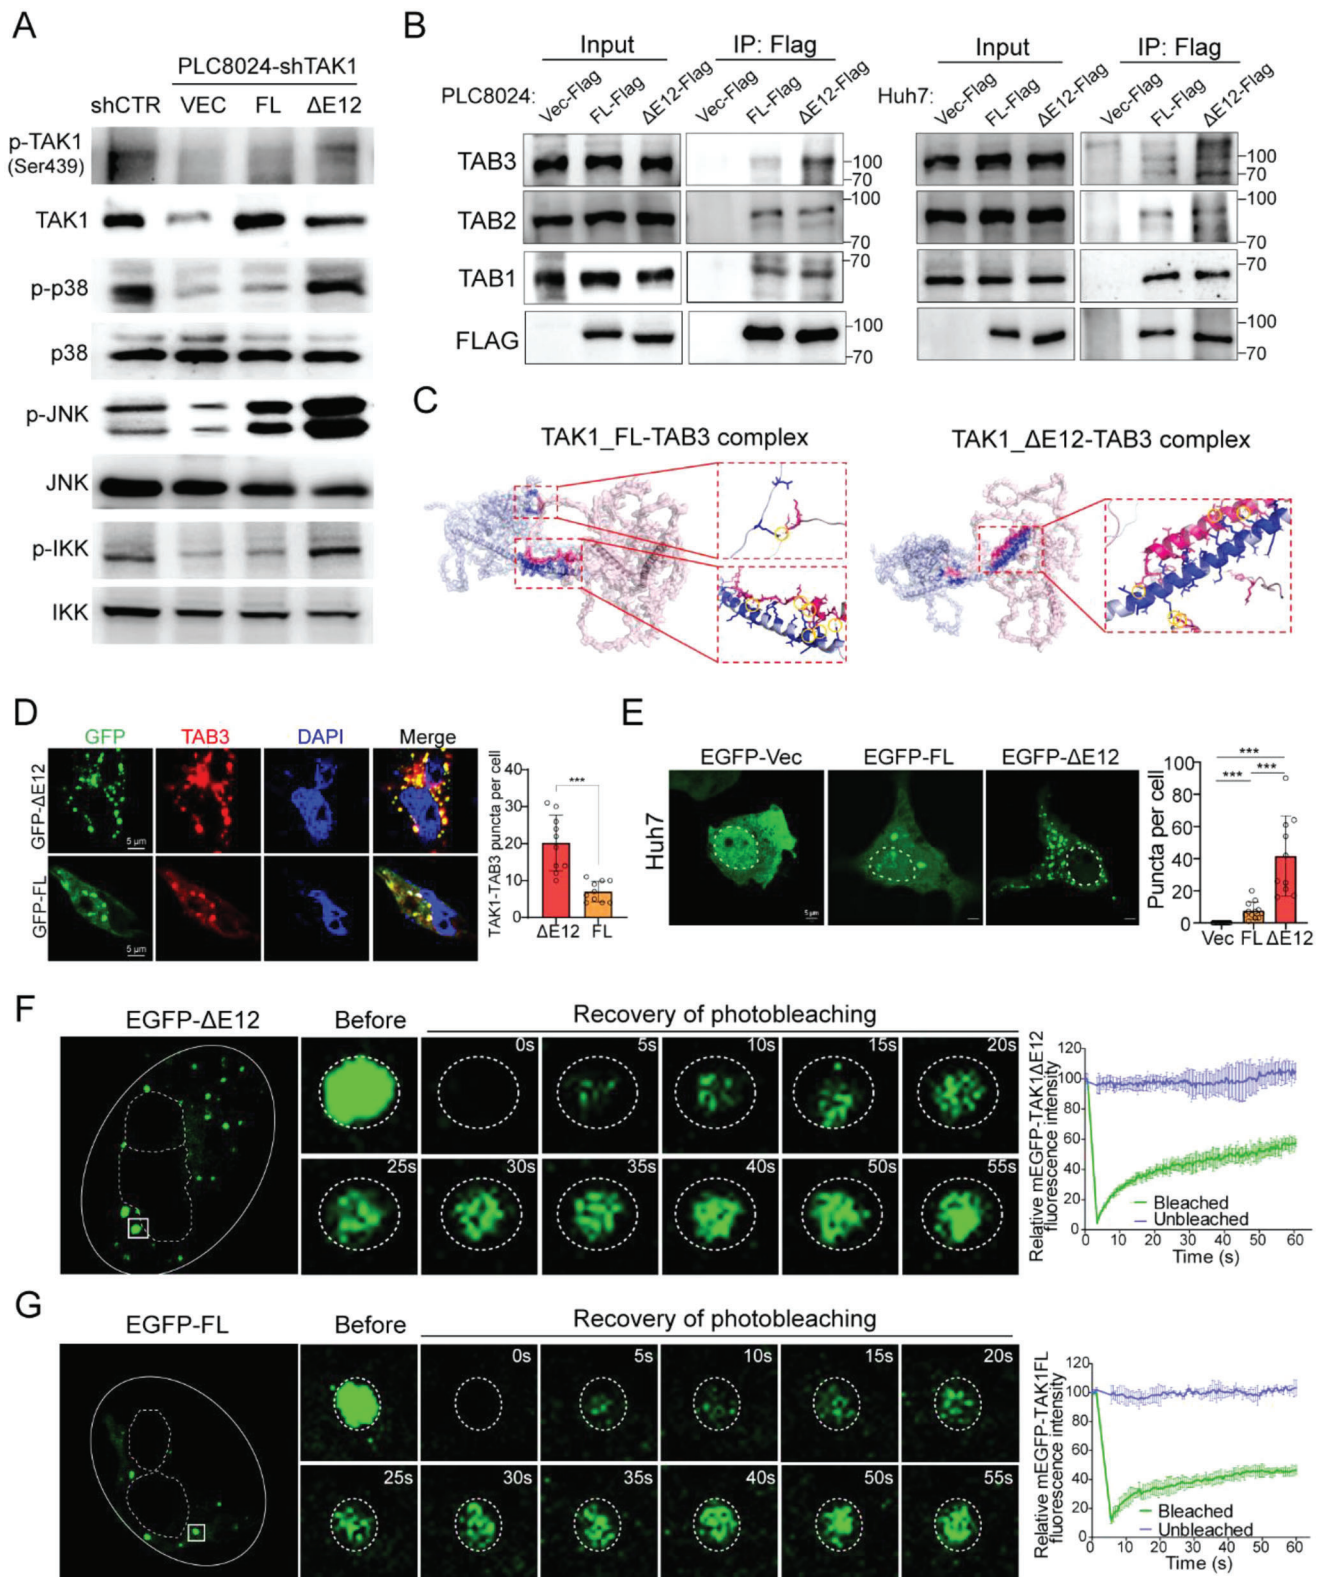 A
PLC8024-shTAK1
shCTR VEC FL ΔE12
p-TAK1
(Ser439)
TAK1
p-p38
p38
p-JNK
JNK
p-IKK
IKK
B
Input IP: Flag
PLC8024: Vec-Flag FL-Flag ΔE12-Flag Vec-Flag FL-Flag ΔE12-Flag
TAB3 -100
-70
TAB2 -100
-70
TAB1 -70
FLAG -100
-70
Input IP: Flag
Huh7: Vec-Flag FL-Flag ΔE12-Flag Vec-Flag FL-Flag ΔE12-Flag
-100
-70
-100
-70
-70
-100
-70
C
TAK1_FL-TAB3 complex
TAK1_ΔE12-TAB3 complex
D
GFP TAB3 DAPI Merge
GFP-ΔE12
5 μm
GFP-FL
5 μm
TAK1-TAB3 puncta per cell
40
30
20
10
0
***
ΔE12 FL
E
EGFP-Vec EGFP-FL EGFP-ΔE12
Huh7
5 μm
Puncta per cell
100
80
60
40
20
0
***
*** ***
Vec FL ΔE12
F
EGFP-ΔE12 Before Recovery of photobleaching
0s 5s 10s 15s 20s
25s 30s 35s 40s 50s 55s
Relative mEGFP-TAK1ΔE12
fluorescence intensity
120
100
80
60
40
20
0
Bleached
Unbleached
0 10 20 30 40 50 60
Time (s)
G
EGFP-FL Before Recovery of photobleaching
0s 5s 10s 15s 20s
25s 30s 35s 40s 50s 55s
Relative mEGFP-TAK1FL
fluorescence intensity
120
100
80
60
40
20
0
Bleached
Unbleached
10 20 30 40 50 60
Time (s)